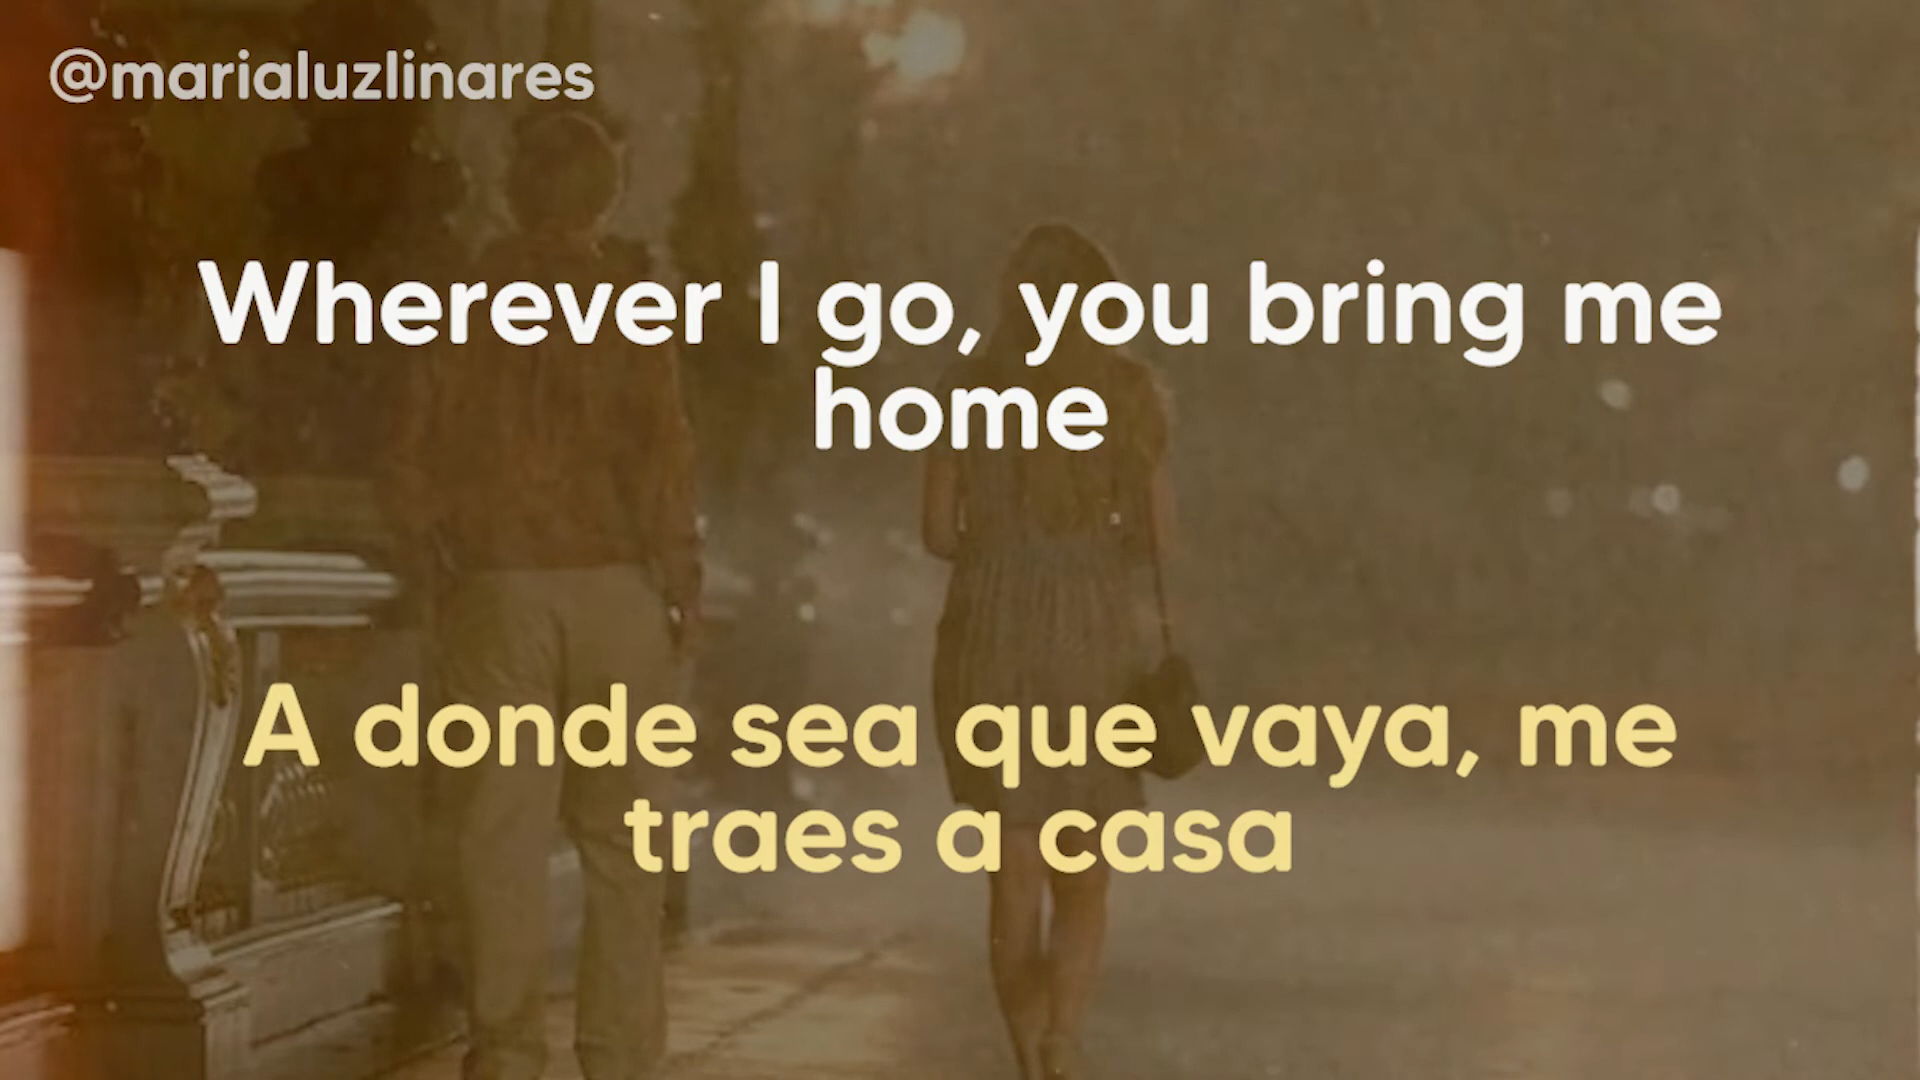 @marialuzlinares
Wherever I go, you bring me
home
A donde sea que vaya, me
traes a casa